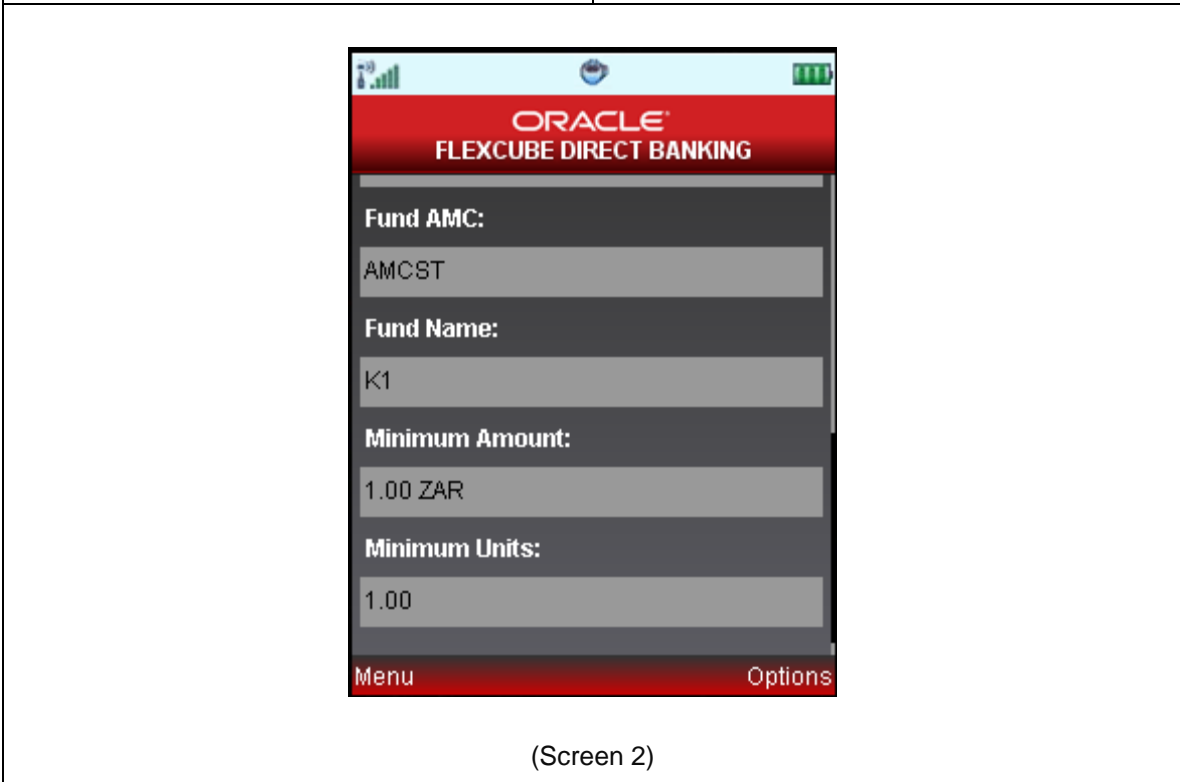 ORACLE
FLEXCUBE DIRECT BANKING
Fund AMC:
AMCST
Fund Name:
K1
Minimum Amount:
1.00 ZAR
Minimum Units:
1.00
Menu Options
(Screen 2)